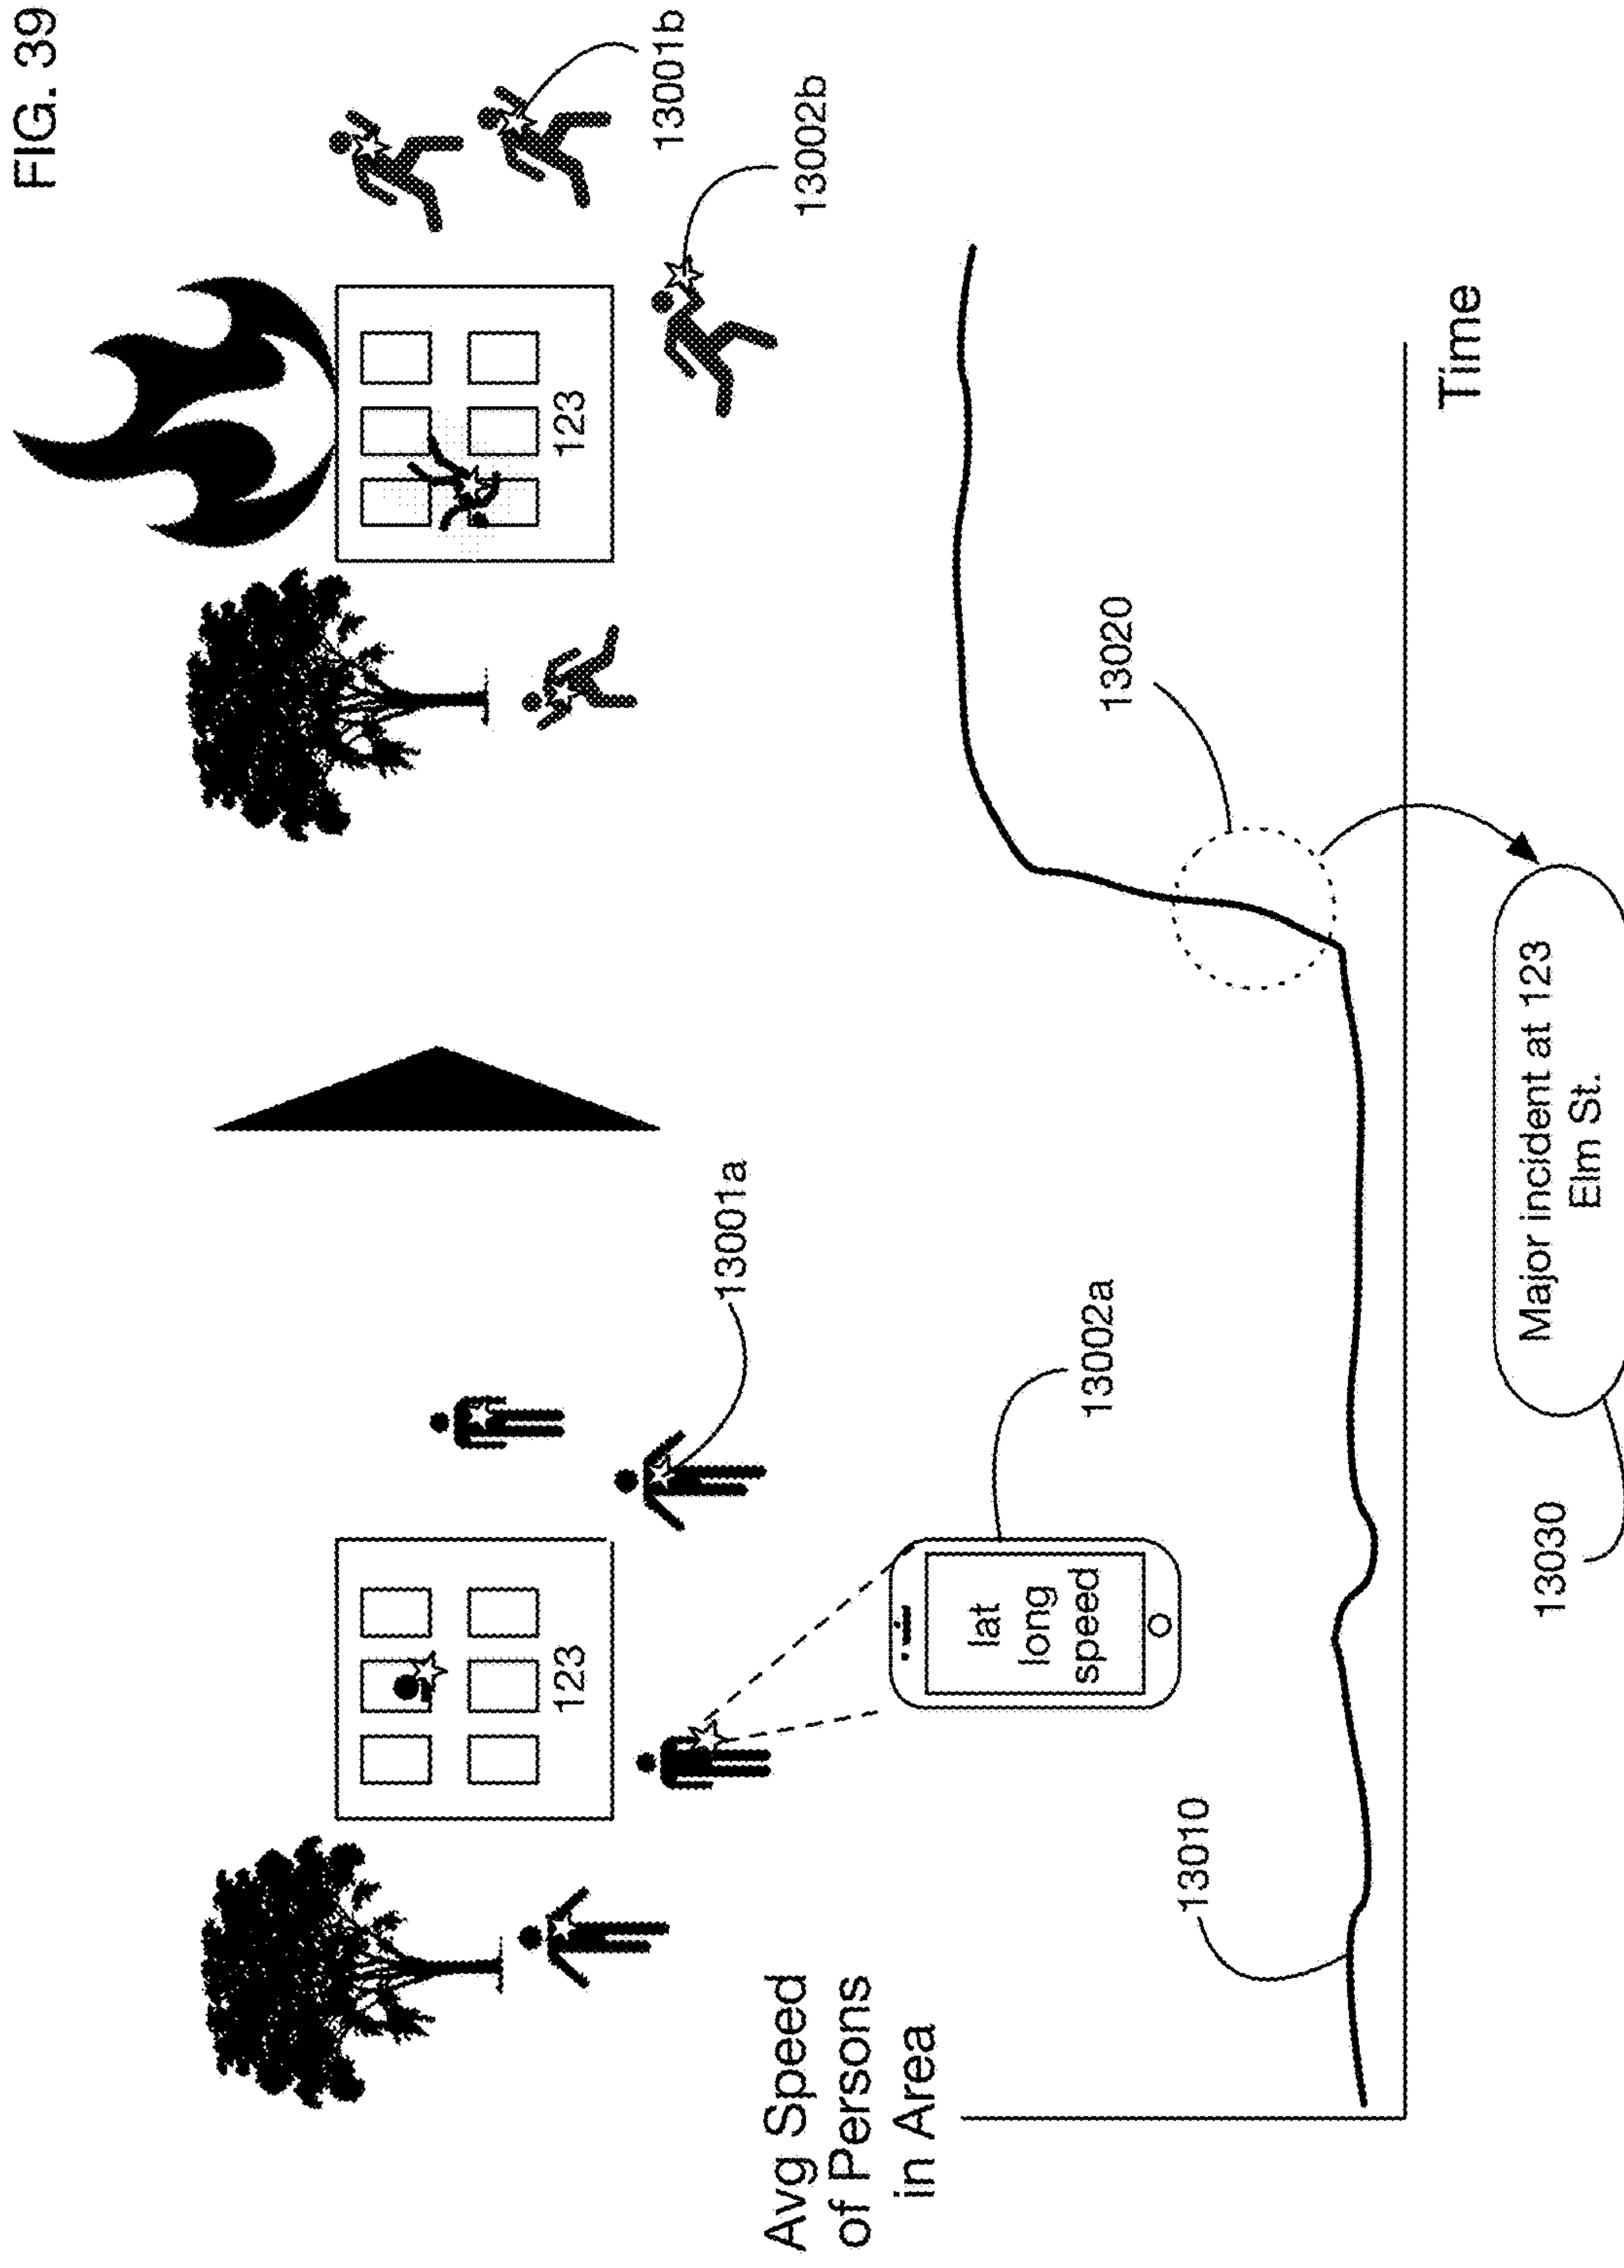 FIG. 39
123
13001a
13002a
lat
long
speed
123
13001b
13002b
Avg Speed
of Persons
in Area
13010
13020
Time
Major incident at 123
Elm St.
13030